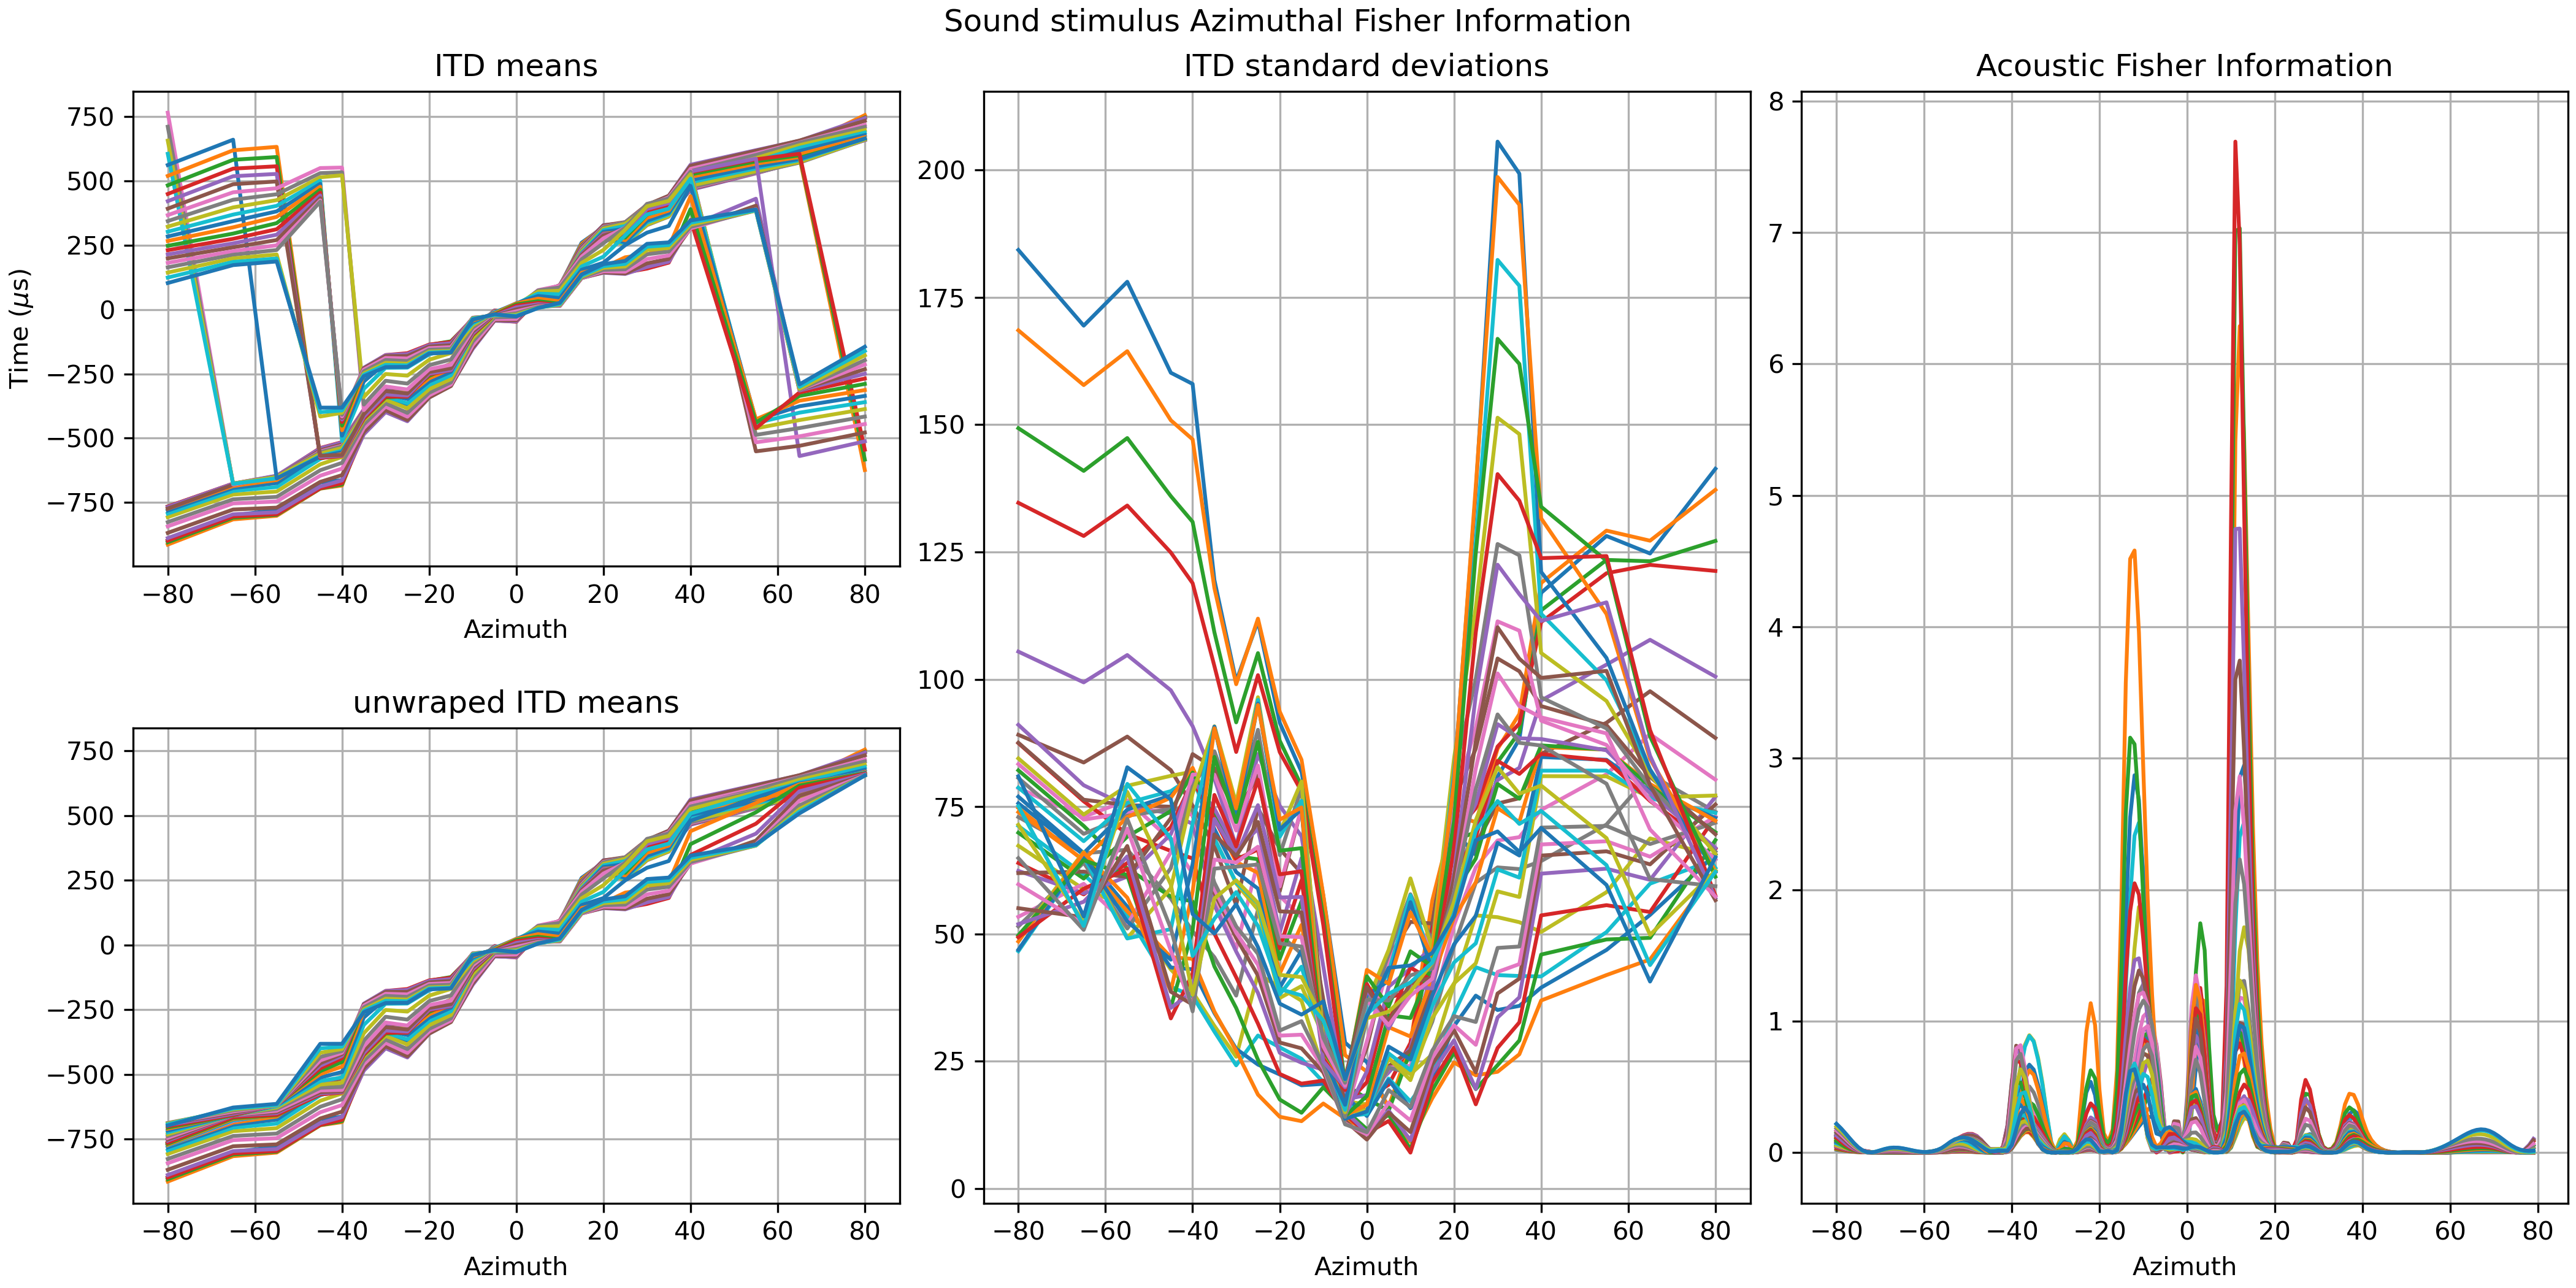 Sound stimulus Azimuthal Fisher Information
ITD means
750
500
250
0
−250
−500
−750
Time (μs)
−80 −60 −40 −20 0 20 40 60 80
Azimuth
unwraped ITD means
750
500
250
0
−250
−500
−750
−80 −60 −40 −20 0 20 40 60 80
Azimuth
ITD standard deviations
200
175
150
125
100
75
50
25
0
−80 −60 −40 −20 0 20 40 60 80
Azimuth
Acoustic Fisher Information
8
7
6
5
4
3
2
1
0
−80 −60 −40 −20 0 20 40 60 80
Azimuth